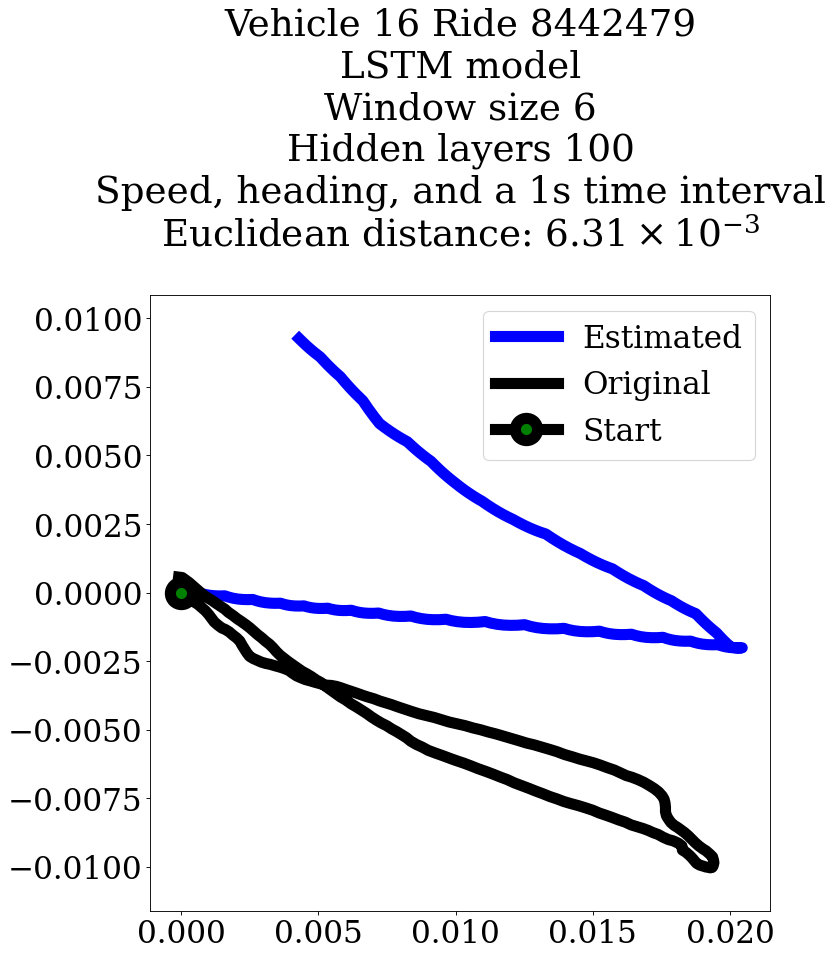 Vehicle 16 Ride 8442479
LSTM model
Window size 6
Hidden layers 100
Speed, heading, and a 1s time interval
Euclidean distance: 6.31 × 10⁻³
0.0100
0.0075
0.0050
0.0025
0.0000
−0.0025
−0.0050
−0.0075
−0.0100
Estimated
Original
Start
0.000 0.005 0.010 0.015 0.020